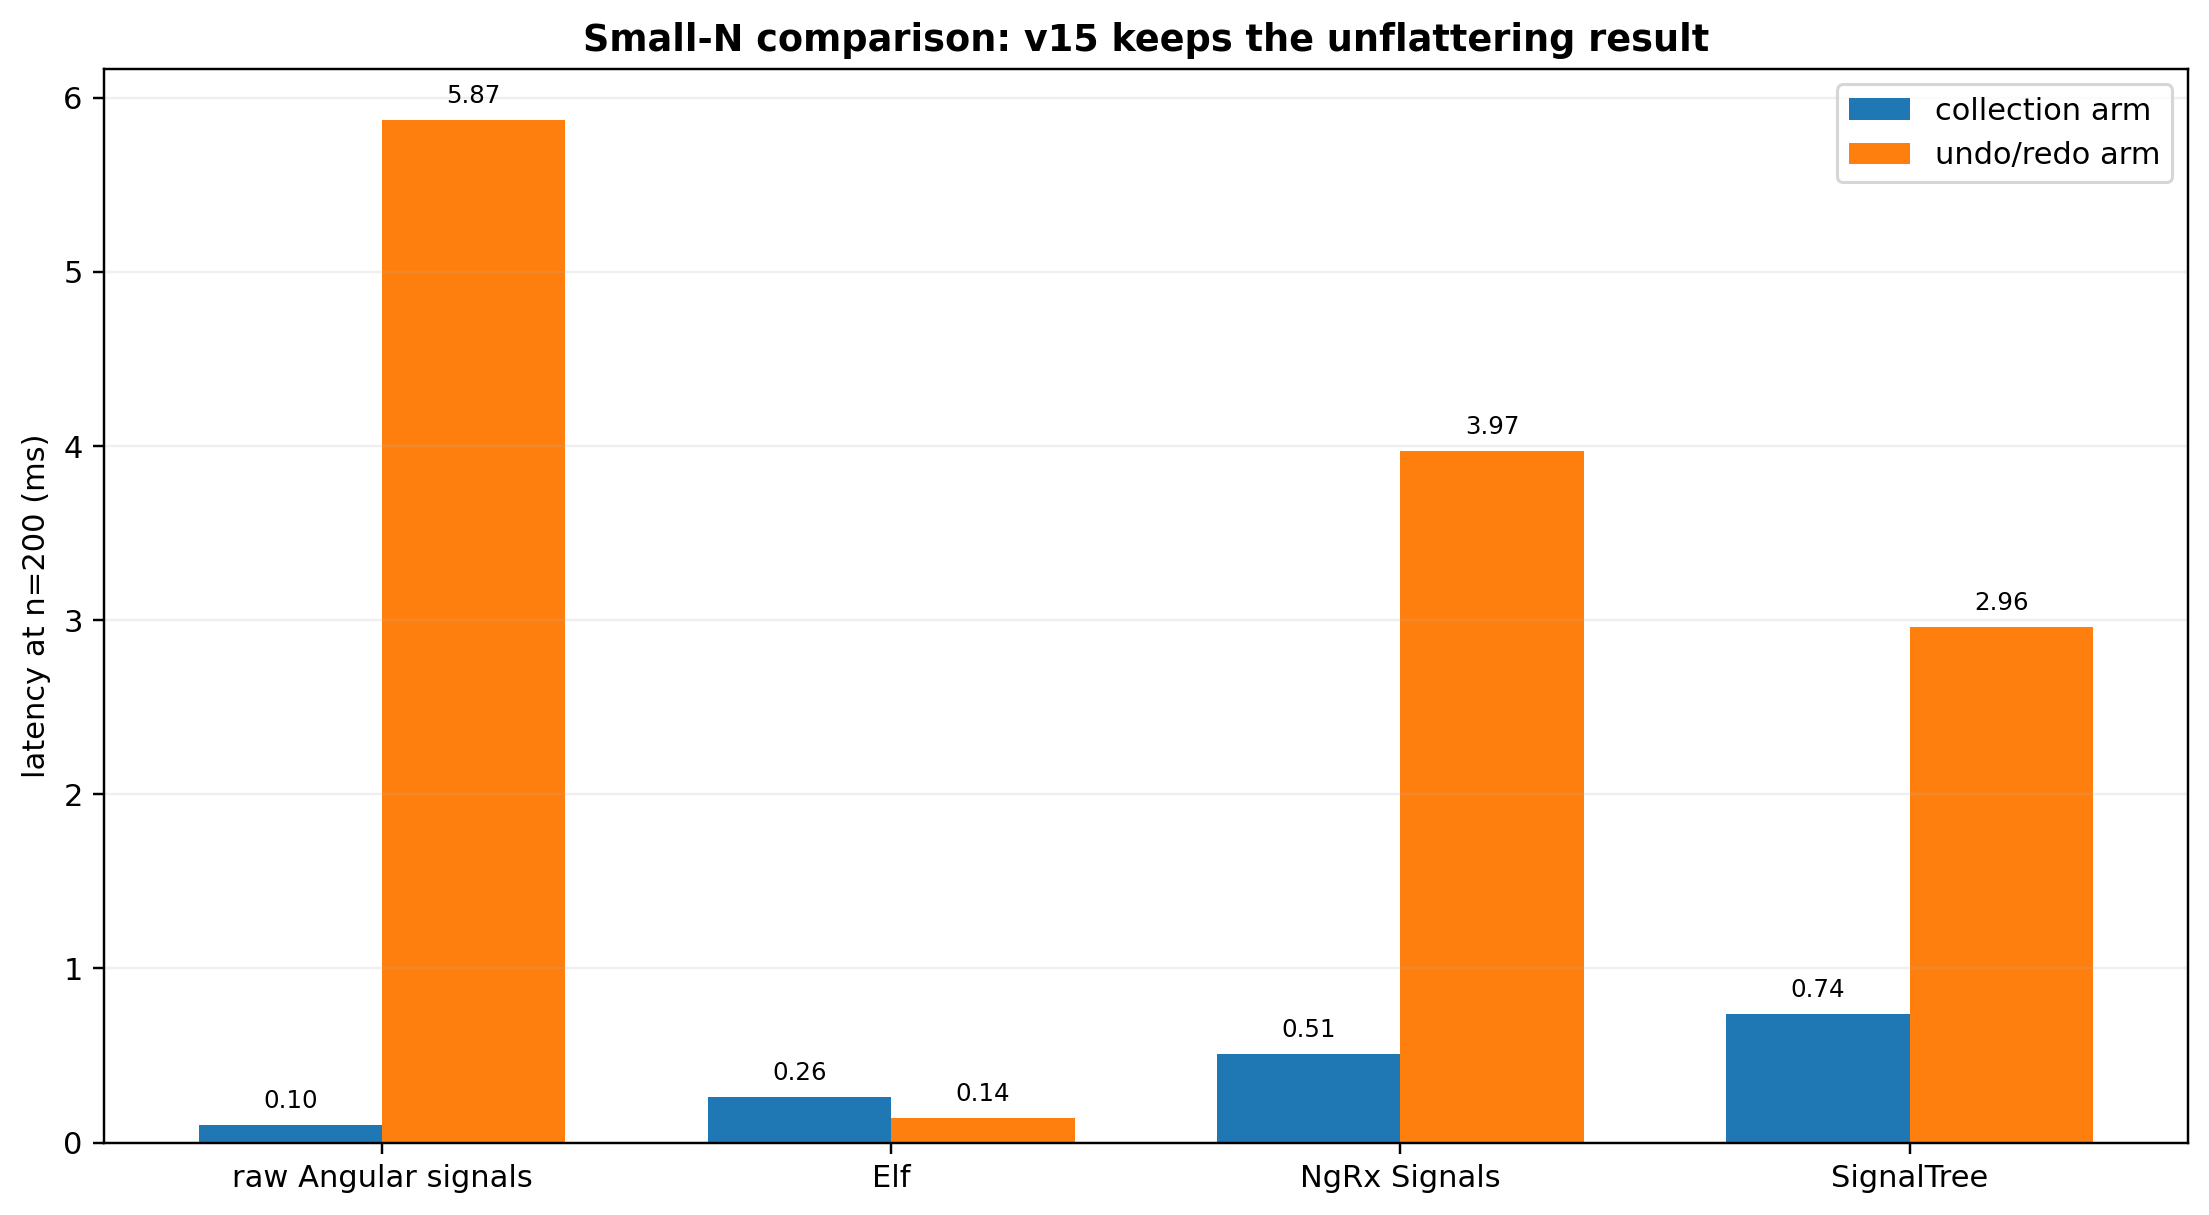 Small-N comparison: v15 keeps the unflattering result
collection arm
undo/redo arm
latency at n=200 (ms)
6
5
4
3
2
1
0
5.87
3.97
2.96
0.74
0.51
0.26
0.14
0.10
raw Angular signals
Elf
NgRx Signals
SignalTree